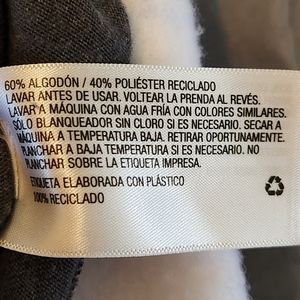 60% ALGODÓN / 40% POLIÉSTER RECICLADO
LAVAR ANTES DE USAR. VOLTEAR LA PRENDA AL REVÉS.
LAVAR A MÁQUINA CON AGUA FRÍA CON COLORES SIMILARES.
SOLO BLANQUEADOR SIN CLORO SI ES NECESARIO. SECAR A
MÁQUINA A TEMPERATURA BAJA. RETIRAR OPORTUNAMENTE.
PLANCHAR A BAJA TEMPERATURA SI ES NECESARIO. NO
PLANCHAR SOBRE LA ETIQUETA IMPRESA.
ETIQUETA ELABORADA CON PLÁSTICO
100% RECICLADO